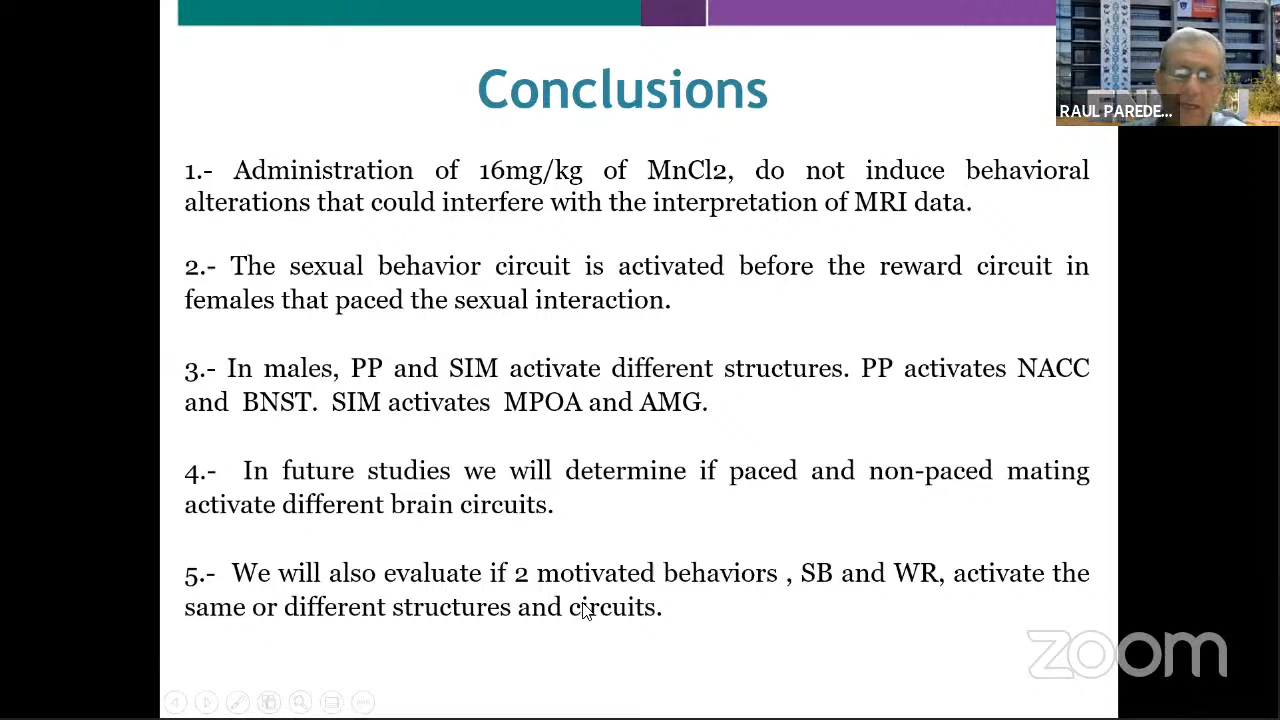 Conclusions
RAUL PAREDE...
1.- Administration of 16mg/kg of MnCl2, do not induce behavioral
alterations that could interfere with the interpretation of MRI data.
2.- The sexual behavior circuit is activated before the reward circuit in
females that paced the sexual interaction.
3.- In males, PP and SIM activate different structures. PP activates NACC
and BNST. SIM activates MPOA and AMG.
4.- In future studies we will determine if paced and non-paced mating
activate different brain circuits.
5.- We will also evaluate if 2 motivated behaviors , SB and WR, activate the
same or different structures and circuits.
zoom